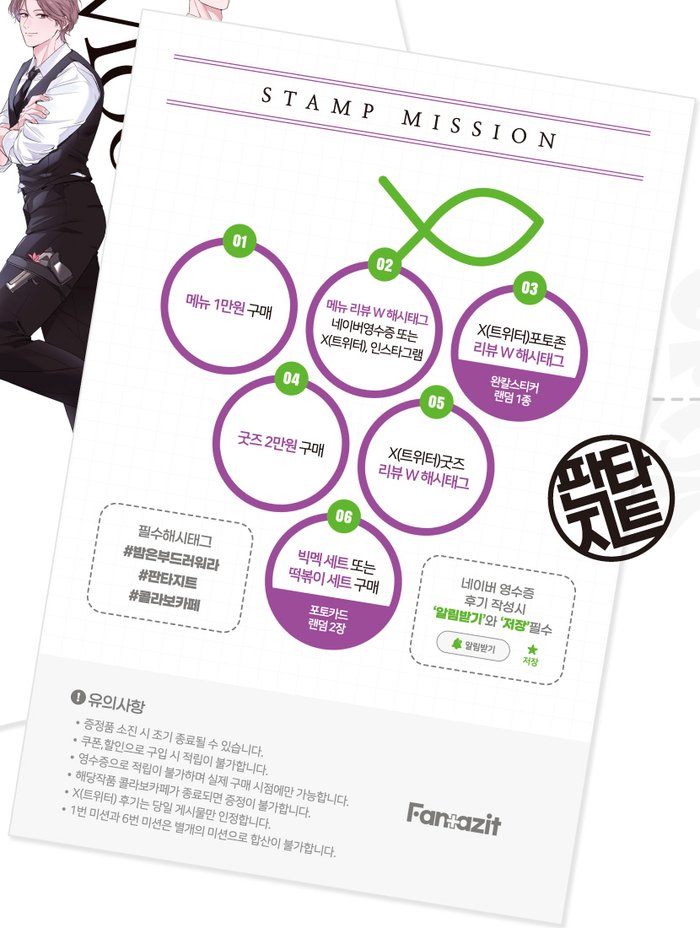 STAMP MISSION
01
메뉴 1만원 구매
02
메뉴 리뷰 W 해시태그
네이버영수증 또는
X(트위터), 인스타그램
03
X(트위터)포토존
리뷰 W 해시태그
완칼스티커
랜덤 1종
04
굿즈 2만원 구매
05
X(트위터)굿즈
리뷰 W 해시태그
판타
지트
06
빅멕 세트 또는
떡볶이 세트 구매
포토카드
랜덤 2장
필수해시태그
#밤은부드러워라
#판타지트
#콜라보카페
네이버 영수증
후기 작성시
‘알림받기’와 ‘저장’필수
알림받기
저장
! 유의사항
• 증정품 소진 시 조기 종료될 수 있습니다.
• 쿠폰,할인으로 구입 시 적립이 불가합니다.
• 영수증으로 적립이 불가하며 실제 구매 시점에만 가능합니다.
• 해당작품 콜라보카페가 종료되면 증정이 불가합니다.
• X(트위터) 후기는 당일 게시물만 인정합니다.
• 1번 미션과 6번 미션은 별개의 미션으로 합산이 불가합니다.
Fantazit